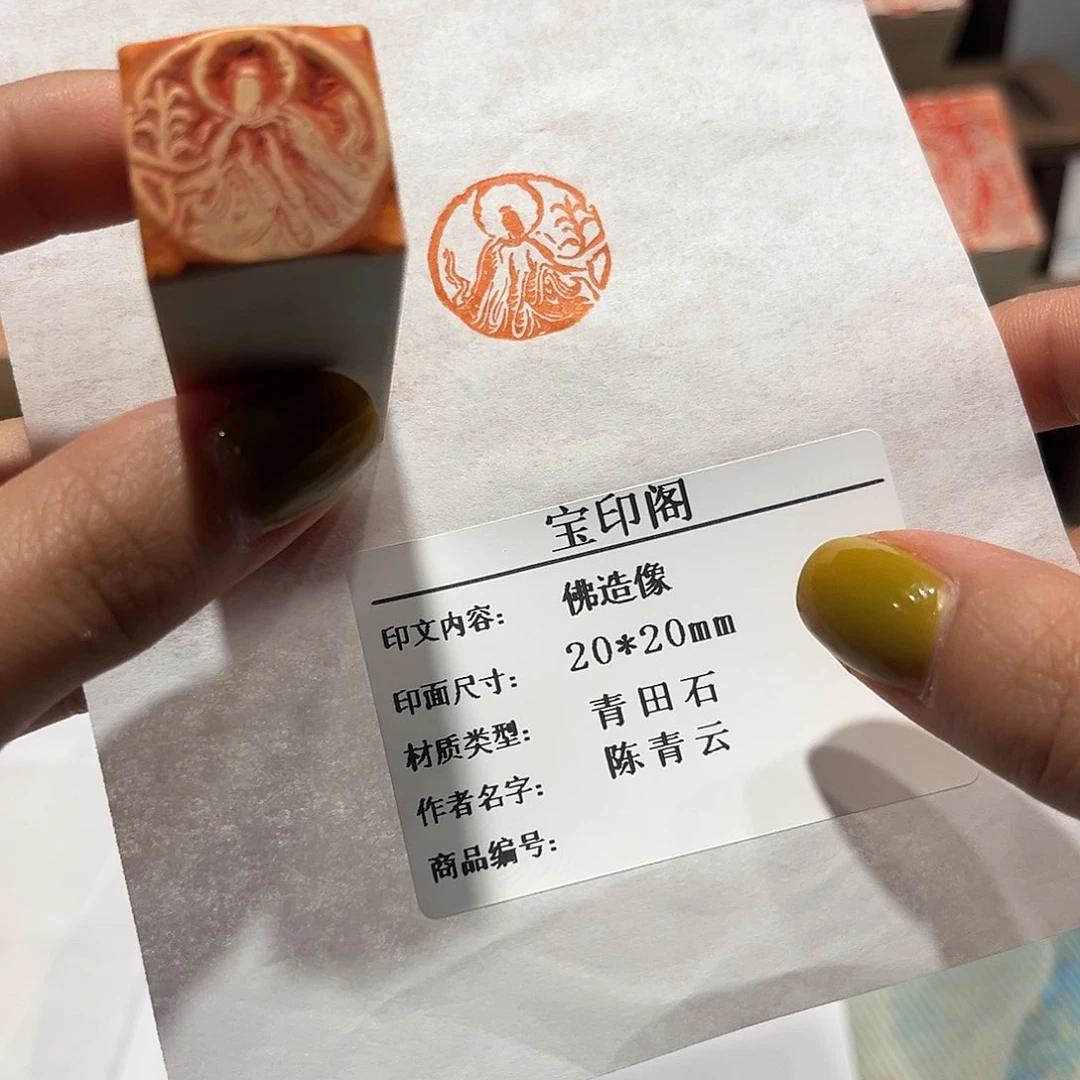 宝印阁
印文内容: 佛造像
印面尺寸: 20*20mm
材质类型: 青田石
作者名字: 陈青云
商品编号: